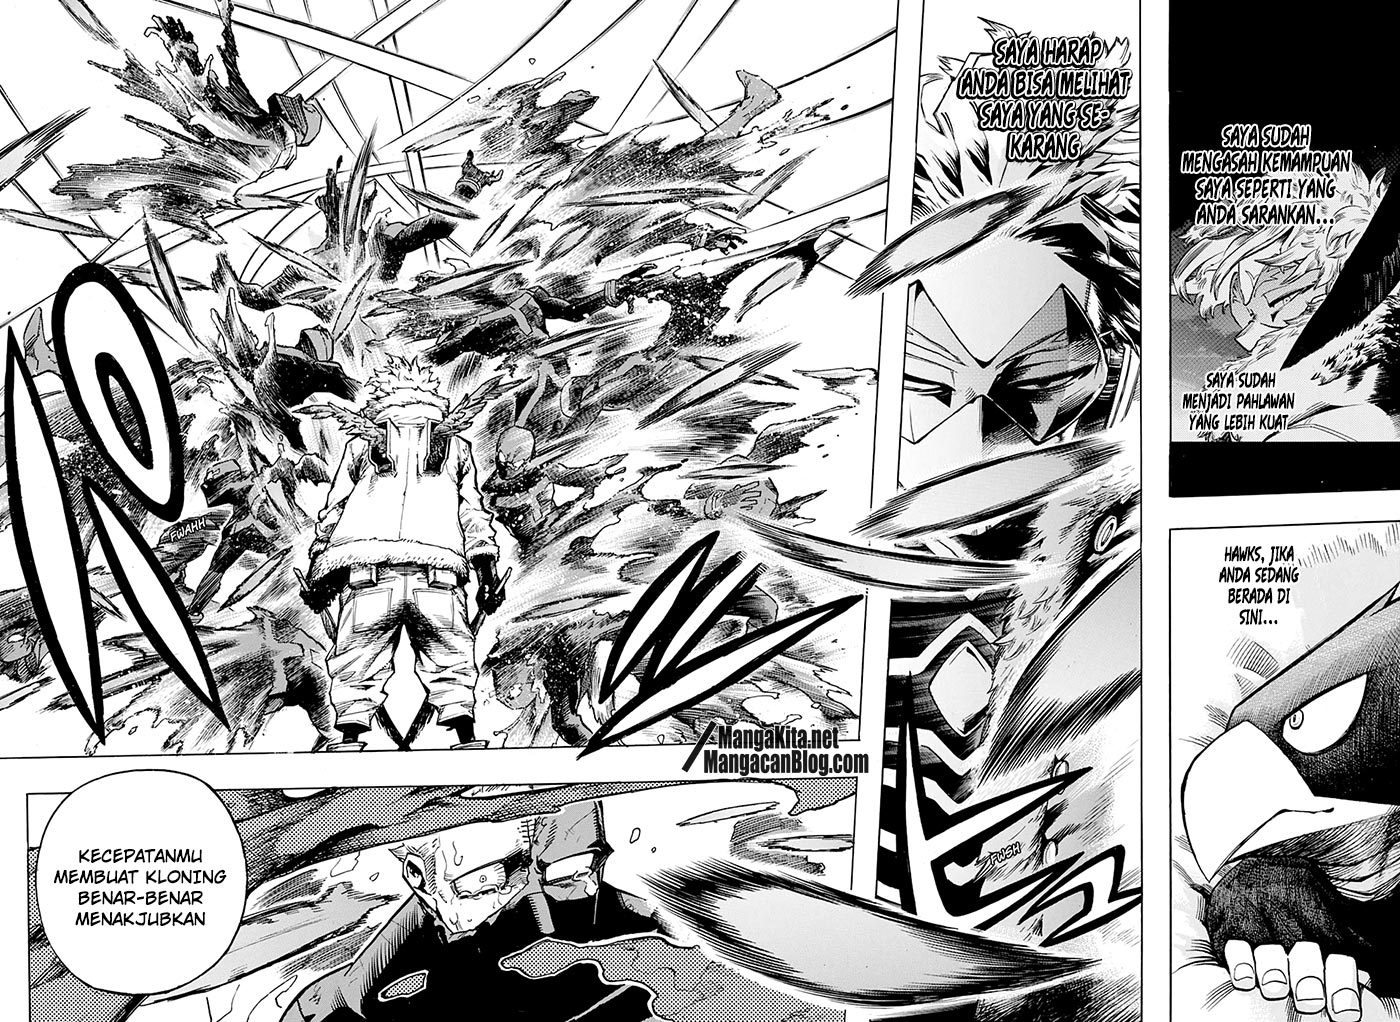 SAYA SUDAH
MENGASAH KEMAMPUAN
SAYA SEPERTI YANG
ANDA SARANKAN...
SAYA SUDAH
MENJADI PAHLAWAN
YANG LEBIH KUAT
HAWKS, JIKA
ANDA SEDANG
BERADA DI
SINI...
SAYA HARAP
ANDA BISA MELIHAT
SAYA YANG SE-
KARANG
FWSH
FWAHH
MangaKita.net
MangacanBlog.com
KECEPATANMU
MEMBUAT KLONING
BENAR-BENAR
MENAKJUBKAN